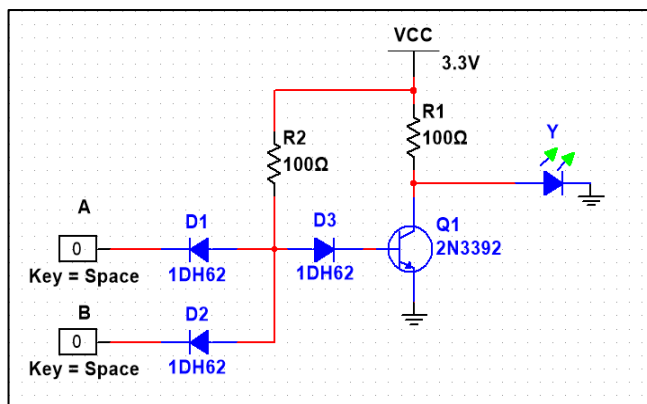 VCC
3.3V
R1
100Ω
Y
R2
100Ω
A
D1
D3
Q1
2N3392
0
1DH62
1DH62
Key = Space
B
D2
0
1DH62
Key = Space